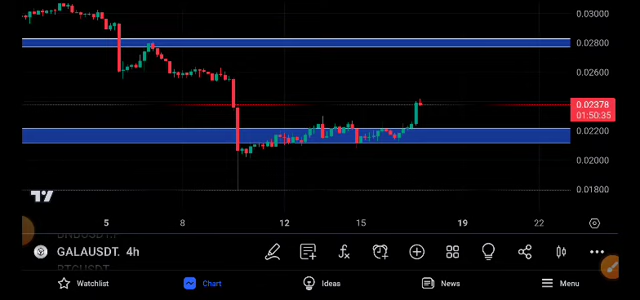 0.03000
0.02800
0.02600
0.02378
01:50:35
0.02200
0.02000
0.01800
5 8 12 15 19 22
GALAUSDT. 4h
BTCUSDT.
Watchlist Chart Ideas News Menu